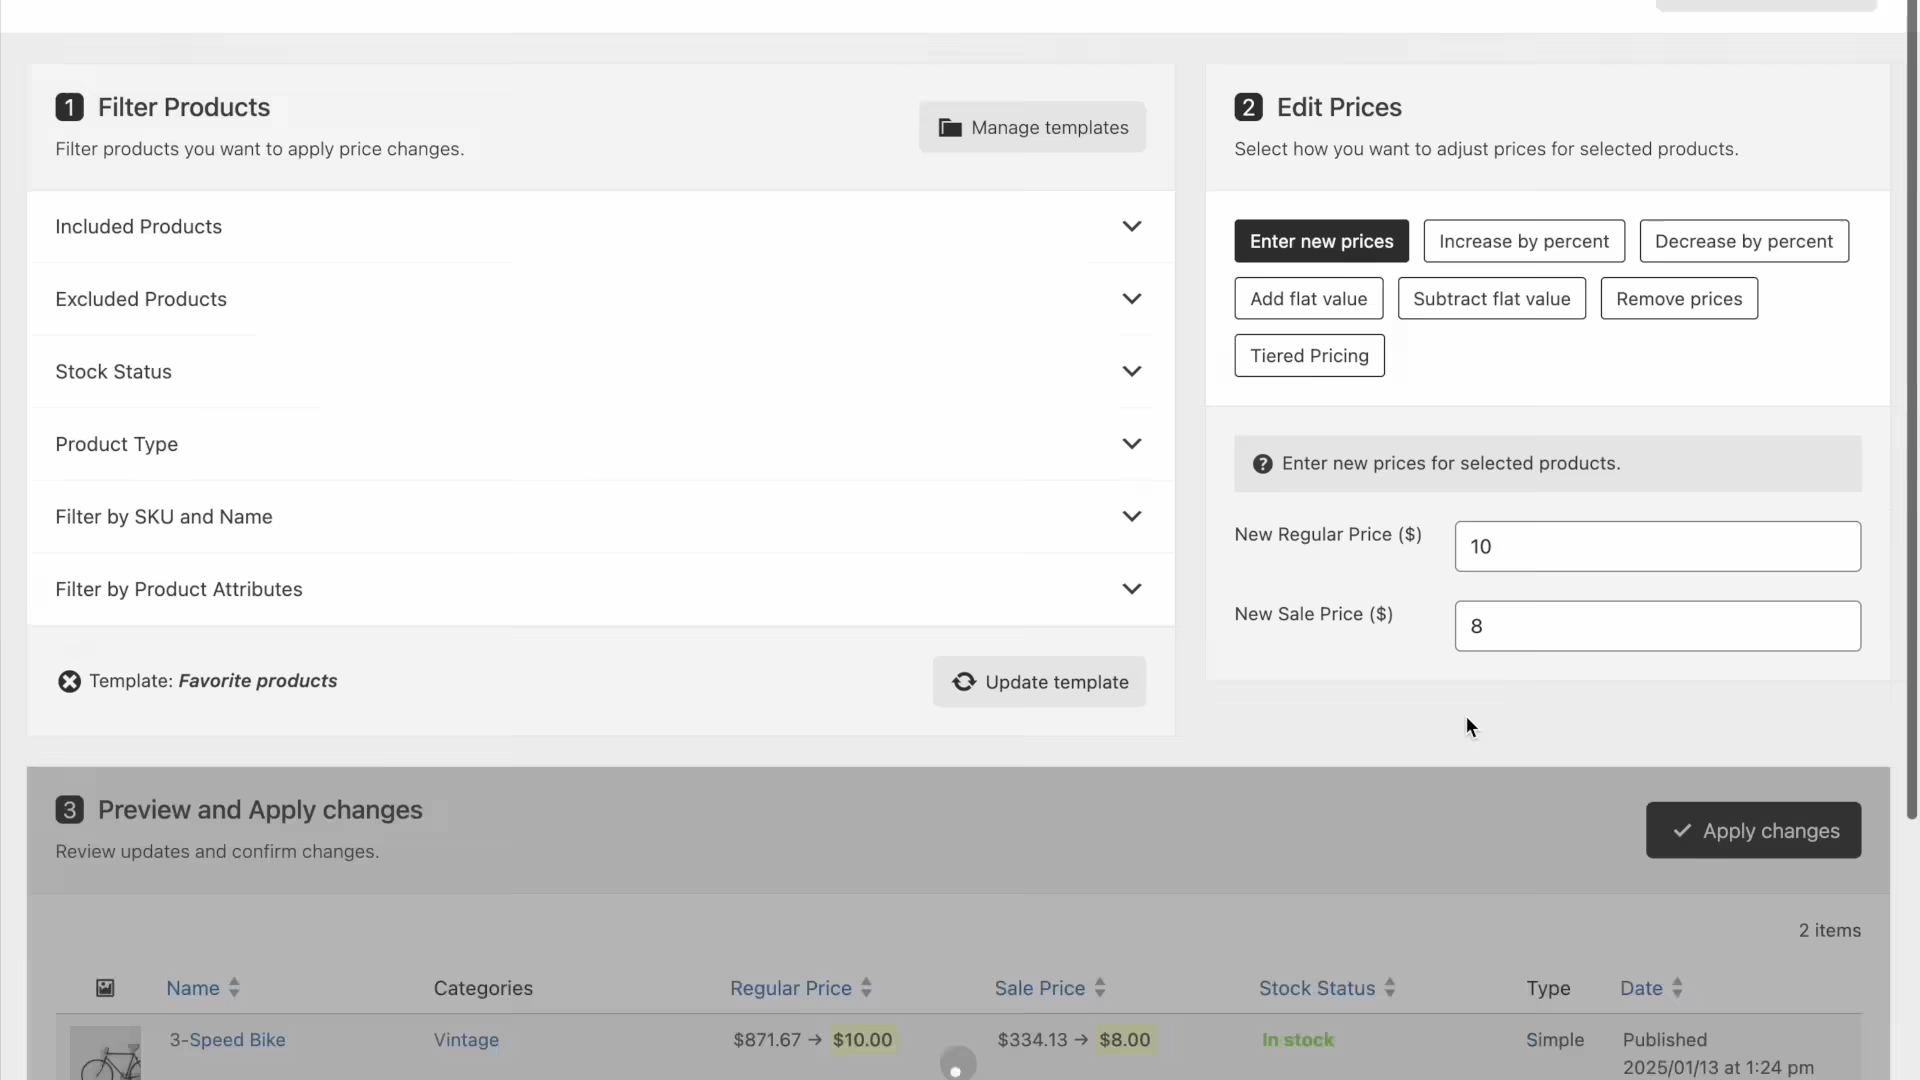 1 Filter Products
Filter products you want to apply price changes.
Manage templates
Included Products
Excluded Products
Stock Status
Product Type
Filter by SKU and Name
Filter by Product Attributes
Template: Favorite products
Update template
2 Edit Prices
Select how you want to adjust prices for selected products.
Enter new prices Increase by percent Decrease by percent
Add flat value Subtract flat value Remove prices
Tiered Pricing
? Enter new prices for selected products.
New Regular Price ($) 10
New Sale Price ($) 8
3 Preview and Apply changes
Review updates and confirm changes.
Apply changes
2 items
Name Categories Regular Price Sale Price Stock Status Type Date
3-Speed Bike Vintage $871.67 → $10.00 $334.13 → $8.00 In stock Simple Published
2025/01/13 at 1:24 pm